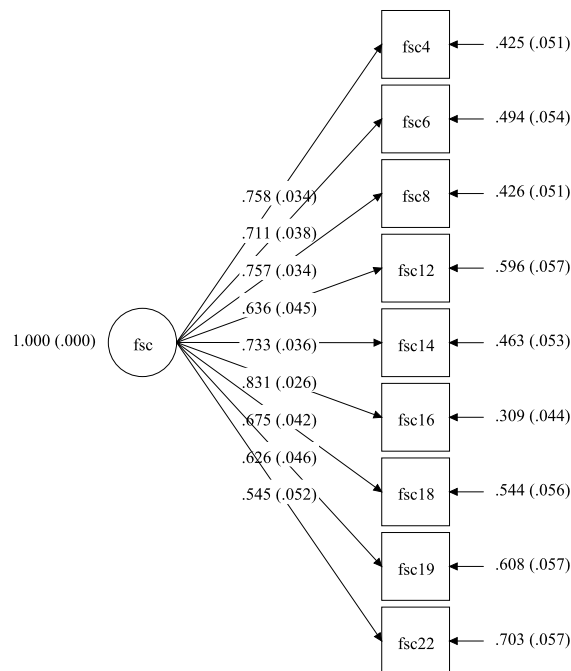 fsc4 .425 (.051)
fsc6 .494 (.054)
.758 (.034) fsc8 .426 (.051)
.711 (.038)
.757 (.034) fsc12 .596 (.057)
.636 (.045)
1.000 (.000) fsc .733 (.036) fsc14 .463 (.053)
.831 (.026)
.675 (.042) fsc16 .309 (.044)
.626 (.046)
.545 (.052) fsc18 .544 (.056)
fsc19 .608 (.057)
fsc22 .703 (.057)